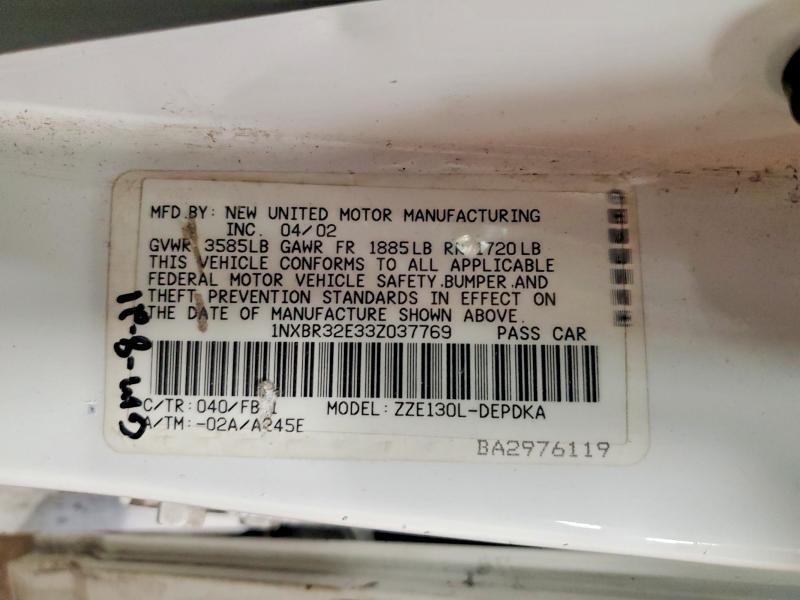 MFD.BY: NEW UNITED MOTOR MANUFACTURING
INC. 04/02
GVWR 3585LB GAWR FR 1885LB RR 1720LB
THIS VEHICLE CONFORMS TO ALL APPLICABLE
FEDERAL MOTOR VEHICLE SAFETY.BUMPER.AND
THEFT PREVENTION STANDARDS IN EFFECT ON
THE DATE OF MANUFACTURE SHOWN ABOVE.
1NXBR32E33Z037769 PASS CAR
C/TR: 040/FB11 MODEL: ZZE130L-DEPDKA
A/TM: -02A/A245E
BA2976119